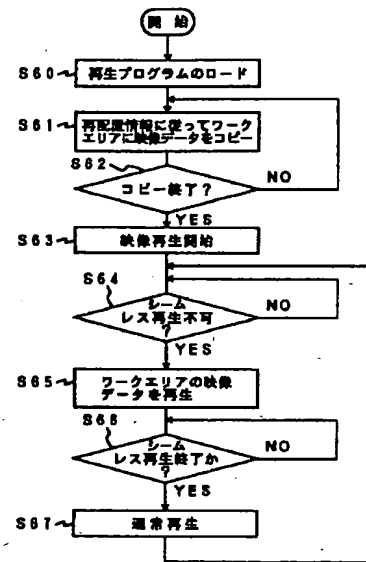 開 始
S60 再生プログラムのロード
S61 再配置情報に従ってワーク
エリアに映像データをコピー
S62
コピー終了?
NO
YES
S63 映像再生開始
S64
シーム
レス再生不可
?
NO
YES
S65 ワークエリアの映像
データを再生
S66
シーム
レス再生終了か
?
NO
YES
S67 通常再生